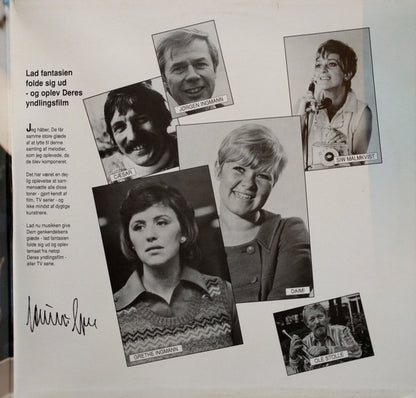 Lad fantasien
folde sig ud
- og oplev Deres
yndlingsfilm
Jeg håber, De får
samme store glæde
af at lytte til denne
samling af melodier,
som jeg oplevede, da
de blev komponeret.
Det har været en dej-
lig oplevelse at sam-
mensætte alle disse
toner - gjort kendt af
film, TV serier - og
ikke mindst af dygtige
kunstnere.
Lad nu musikken give
Dem genkendelsens
glæde - lad fantasien
folde sig ud og oplev
temaet fra netop
Deres yndlingsfilm -
eller TV serie.
JØRGEN INGMANN
CÆSAR
SIW MALMKVIST
DAIMI
GRETHE INGMANN
OLE STOLLE